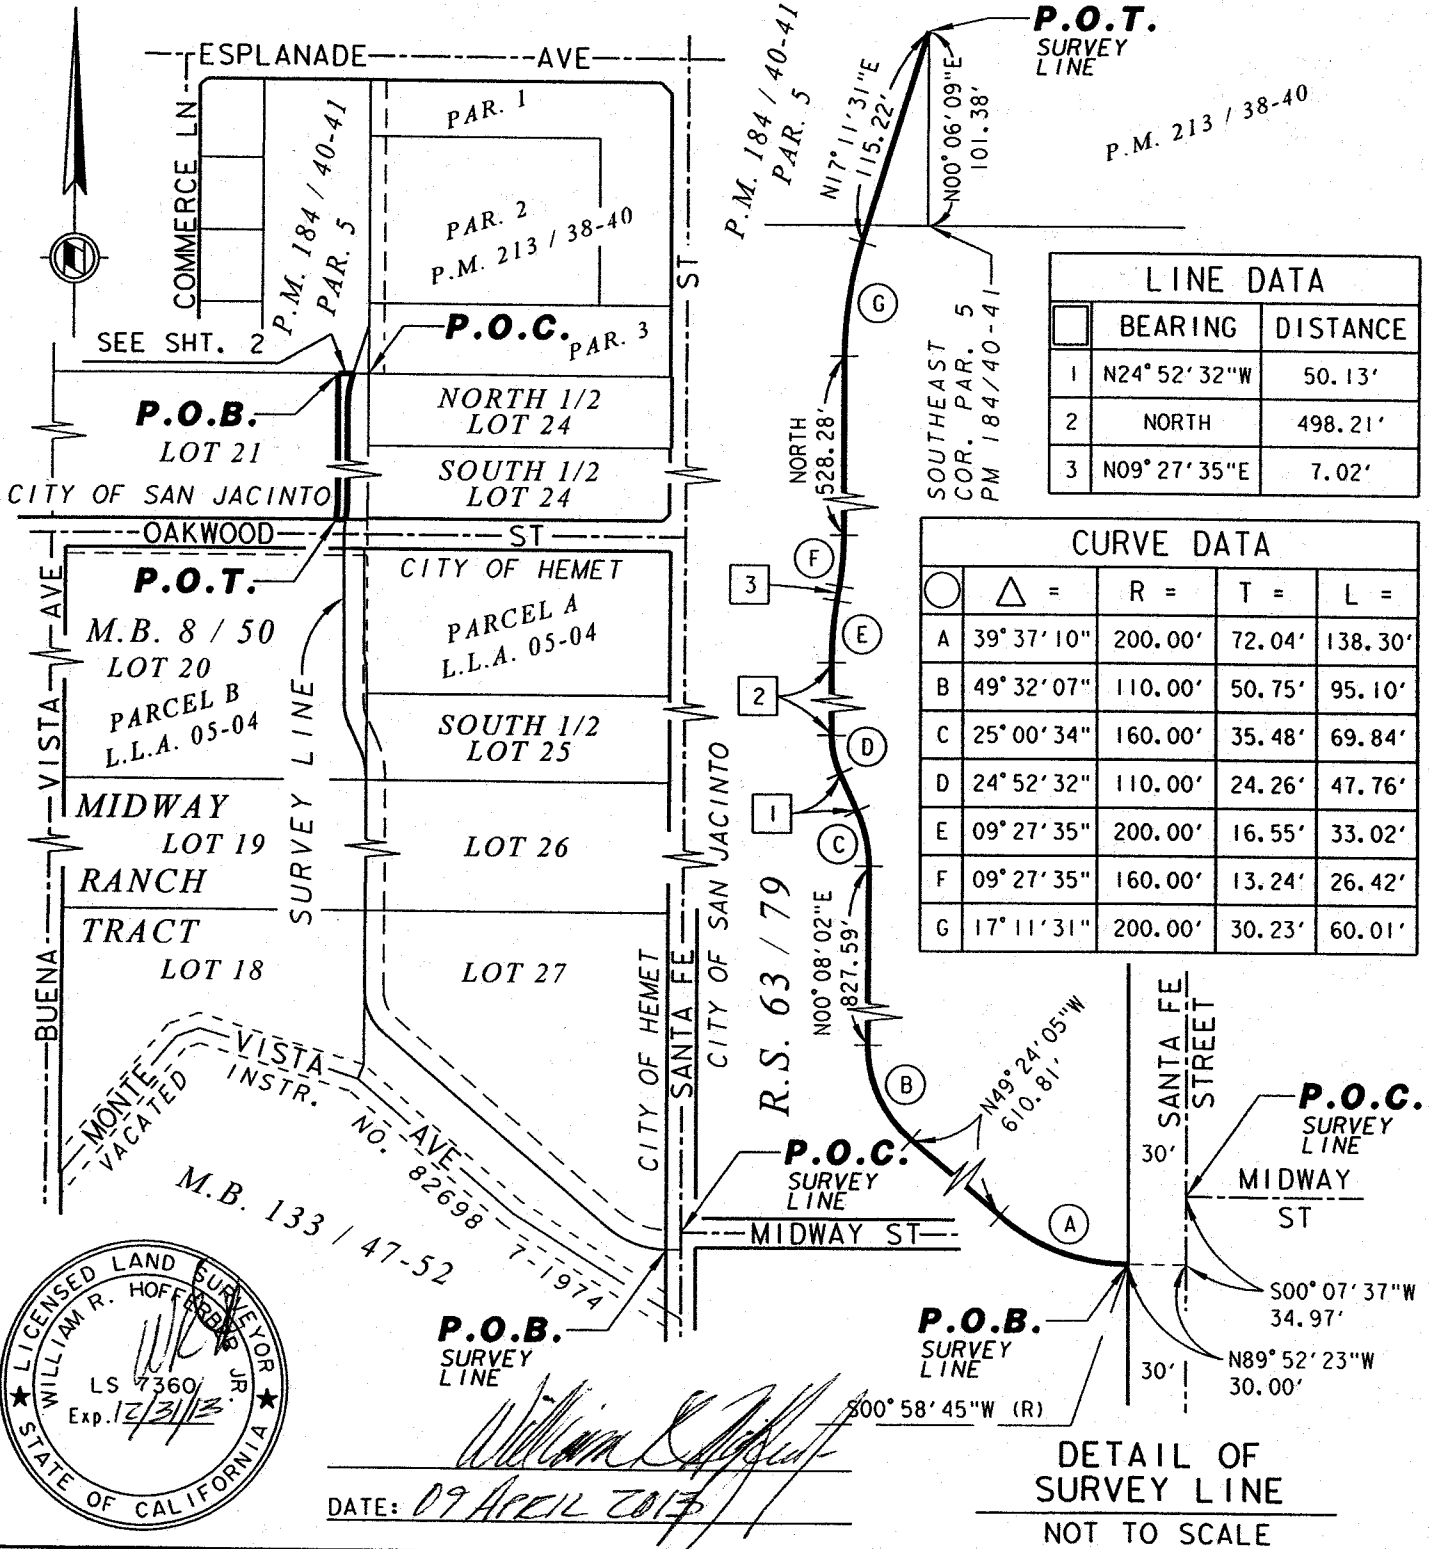 ESPLANADE AVE
COMMERCE LN
P.M. 184 / 40-41
PAR. 5
PAR. 1
PAR. 2
P.M. 213 / 38-40
PAR. 3
ST
SEE SHT. 2
P.O.C.
P.O.B.
LOT 21
NORTH 1/2
LOT 24
SOUTH 1/2
LOT 24
CITY OF SAN JACINTO
OAKWOOD ST
P.O.T.
CITY OF HEMET
M.B. 8 / 50
LOT 20
PARCEL B
L.L.A. 05-04
PARCEL A
L.L.A. 05-04
SOUTH 1/2
LOT 25
BUENA VISTA AVE
SURVEY LINE
MIDWAY
LOT 19
RANCH
TRACT
LOT 18
LOT 26
LOT 27
CITY OF HEMET
SANTA FE
CITY OF SAN JACINTO
R.S. 63 / 79
MONTE VISTA AVE
VACATED
INSTR. NO. 82698 7-1974
M.B. 133 / 47-52
P.O.C.
SURVEY
LINE
MIDWAY ST
P.O.B.
SURVEY
LINE
LICENSED LAND SURVEYOR
WILLIAM R. HOFFERBER JR.
LS 7360
Exp. 12/31/13
STATE OF CALIFORNIA
DATE: 09 APRIL 2013
P.O.T.
SURVEY
LINE
P.M. 184 / 40-41
PAR. 5
N17°11'31"E
115.22'
N00°06'09"E
101.38'
P.M. 213 / 38-40
G
SOUTHEAST
COR. PAR. 5
PM 184/40-41
NORTH
528.28'
F
3
E
2
D
1
C
N00°08'02"E
827.59'
B
N49°24'05"W
610.81'
A
LINE DATA
BEARING DISTANCE
1 N24°52'32"W 50.13'
2 NORTH 498.21'
3 N09°27'35"E 7.02'
CURVE DATA
△ = R = T = L =
A 39°37'10" 200.00' 72.04' 138.30'
B 49°32'07" 110.00' 50.75' 95.10'
C 25°00'34" 160.00' 35.48' 69.84'
D 24°52'32" 110.00' 24.26' 47.76'
E 09°27'35" 200.00' 16.55' 33.02'
F 09°27'35" 160.00' 13.24' 26.42'
G 17°11'31" 200.00' 30.23' 60.01'
SANTA FE
STREET
30'
P.O.C.
SURVEY
LINE
MIDWAY
ST
S00°07'37"W
34.97'
N89°52'23"W
30.00'
30'
P.O.B.
SURVEY
LINE
S00°58'45"W (R)
DETAIL OF
SURVEY LINE
NOT TO SCALE